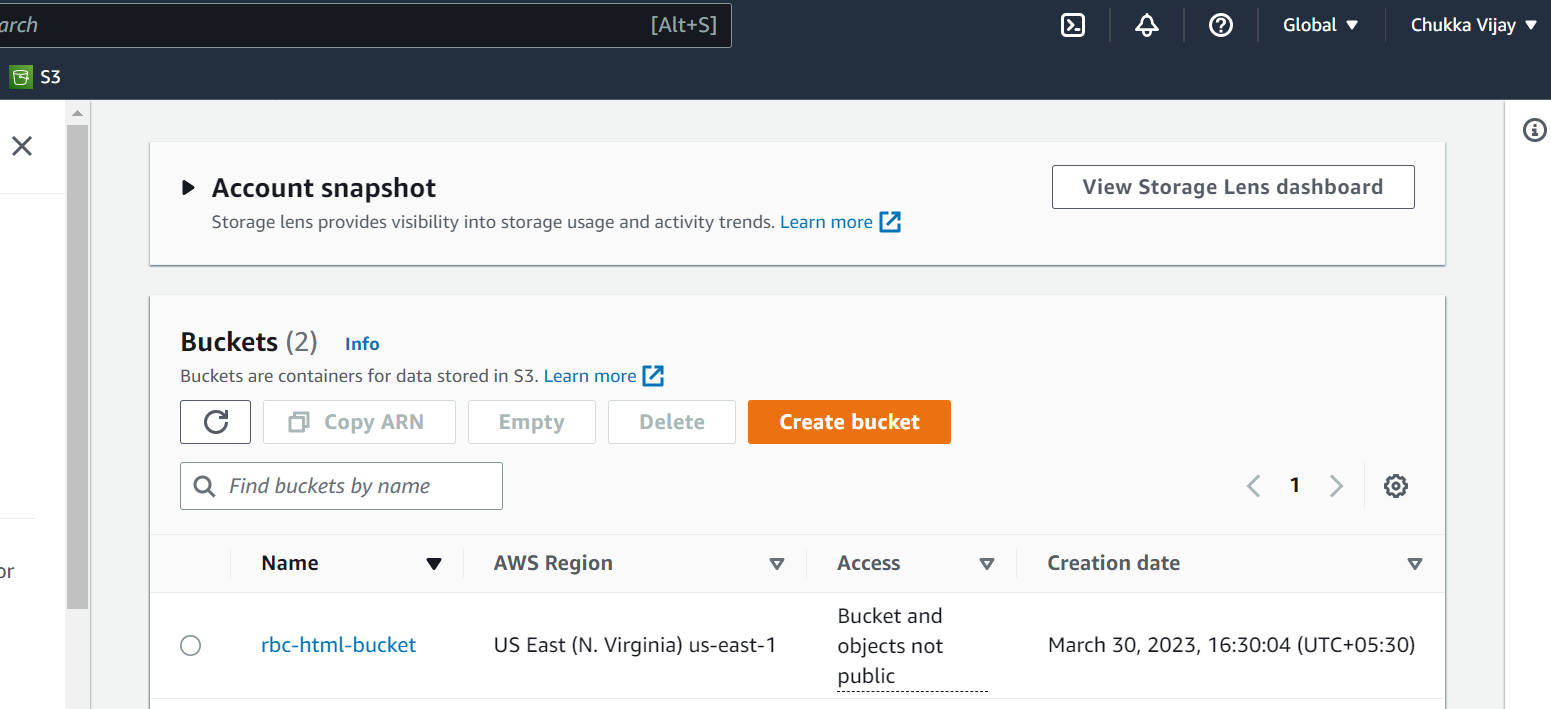 [Alt+S]
Global
Chukka Vijay
S3
Account snapshot
View Storage Lens dashboard
Storage lens provides visibility into storage usage and activity trends. Learn more
Buckets (2) Info
Buckets are containers for data stored in S3. Learn more
Copy ARN
Empty
Delete
Create bucket
Find buckets by name
1
Name
AWS Region
Access
Creation date
rbc-html-bucket
US East (N. Virginia) us-east-1
Bucket and
objects not
public
March 30, 2023, 16:30:04 (UTC+05:30)